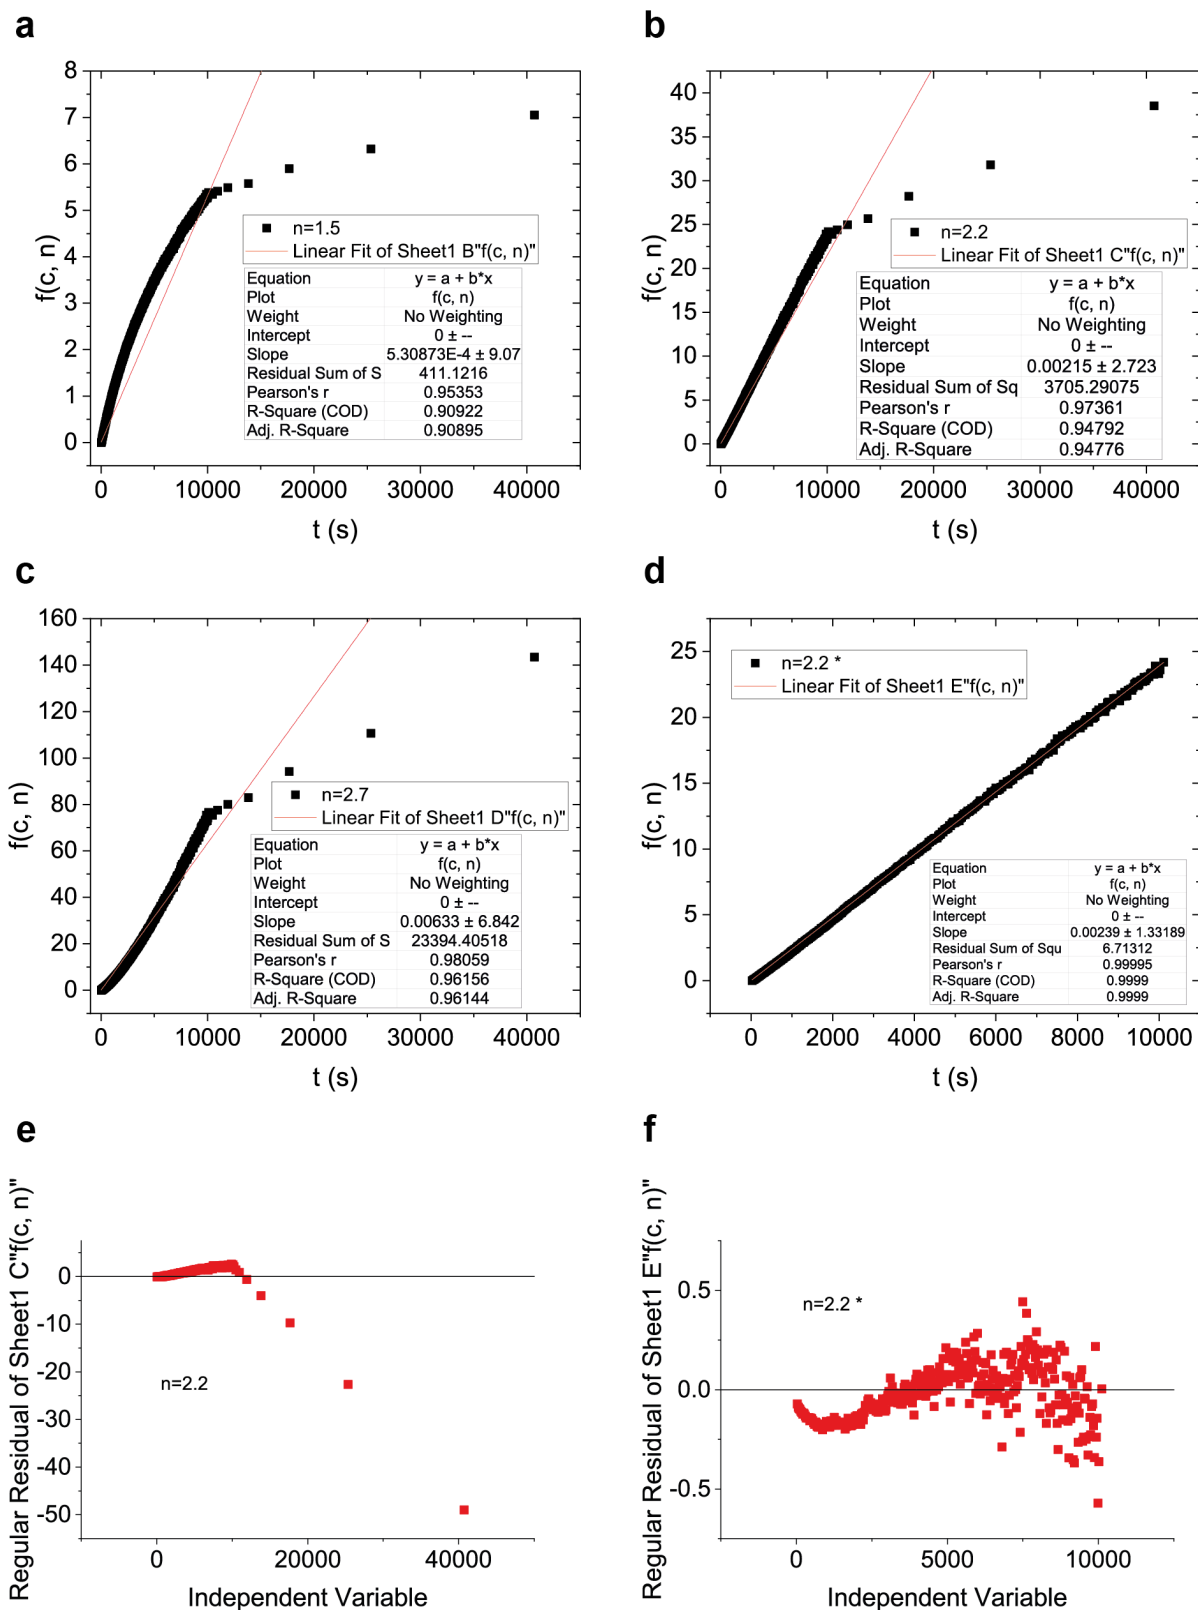 a
8
7
6
5
4
3
2
1
0
f(c, n)
n=1.5
Linear Fit of Sheet1 B"f(c, n)"
Equation y = a + b*x
Plot f(c, n)
Weight No Weighting
Intercept 0 ± --
Slope 5.30873E-4 ± 9.07
Residual Sum of S 411.1216
Pearson's r 0.95353
R-Square (COD) 0.90922
Adj. R-Square 0.90895
0 10000 20000 30000 40000
t (s)
b
40
35
30
25
20
15
10
5
0
f(c, n)
n=2.2
Linear Fit of Sheet1 C"f(c, n)"
Equation y = a + b*x
Plot f(c, n)
Weight No Weighting
Intercept 0 ± --
Slope 0.00215 ± 2.723
Residual Sum of Sq 3705.29075
Pearson's r 0.97361
R-Square (COD) 0.94792
Adj. R-Square 0.94776
0 10000 20000 30000 40000
t (s)
c
160
140
120
100
80
60
40
20
0
f(c, n)
n=2.7
Linear Fit of Sheet1 D"f(c, n)"
Equation y = a + b*x
Plot f(c, n)
Weight No Weighting
Intercept 0 ± --
Slope 0.00633 ± 6.842
Residual Sum of S 23394.40518
Pearson's r 0.98059
R-Square (COD) 0.96156
Adj. R-Square 0.96144
0 10000 20000 30000 40000
t (s)
d
25
20
15
10
5
0
f(c, n)
n=2.2 *
Linear Fit of Sheet1 E"f(c, n)"
Equation y = a + b*x
Plot f(c, n)
Weight No Weighting
Intercept 0 ± --
Slope 0.00239 ± 1.33189
Residual Sum of Squ 6.71312
Pearson's r 0.99995
R-Square (COD) 0.9999
Adj. R-Square 0.9999
0 2000 4000 6000 8000 10000
t (s)
e
Regular Residual of Sheet1 C"f(c, n)"
0
-10
-20
-30
-40
-50
n=2.2
0 20000 40000
Independent Variable
f
Regular Residual of Sheet1 E"f(c, n)"
0.5
0.0
-0.5
n=2.2 *
0 5000 10000
Independent Variable